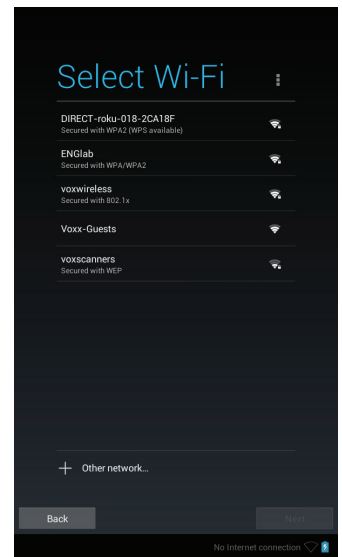 Select Wi-Fi
DIRECT-roku-018-2CA18F
Secured with WPA2 (WPS available)
ENGlab
Secured with WPA/WPA2
voxwireless
Secured with 802.1x
Voxx-Guests
voxscanners
Secured with WEP
Other network...
Back
Next
No Internet connection